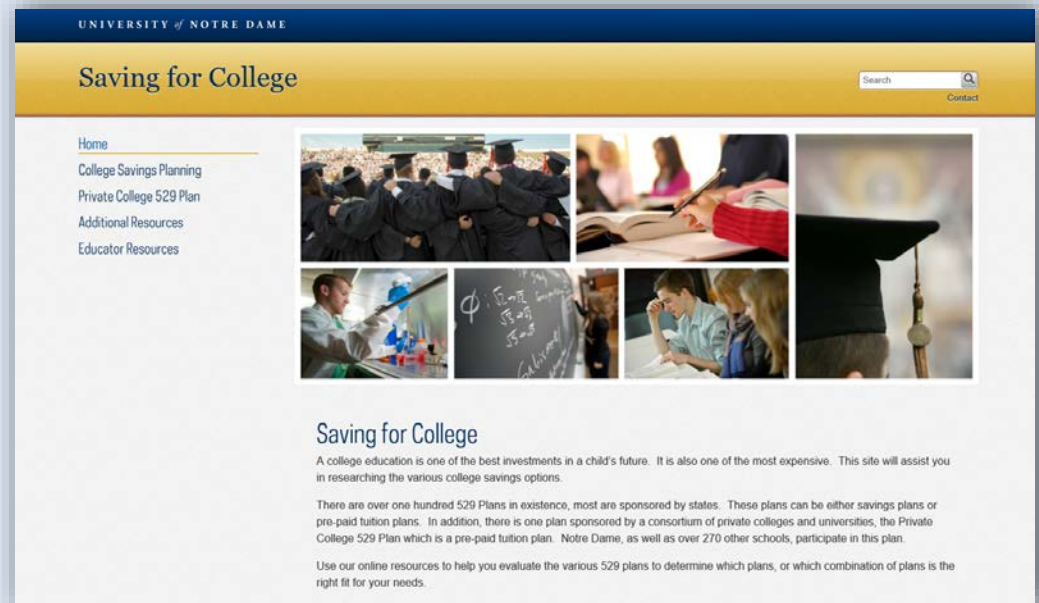 UNIVERSITY of NOTRE DAME
Saving for College
Search
Contact
Home
College Savings Planning
Private College 529 Plan
Additional Resources
Educator Resources
Saving for College
A college education is one of the best investments in a child's future. It is also one of the most expensive. This site will assist you
in researching the various college savings options.
There are over one hundred 529 Plans in existence, most are sponsored by states. These plans can be either savings plans or
pre-paid tuition plans. In addition, there is one plan sponsored by a consortium of private colleges and universities, the Private
College 529 Plan which is a pre-paid tuition plan. Notre Dame, as well as over 270 other schools, participate in this plan.
Use our online resources to help you evaluate the various 529 plans to determine which plans, or which combination of plans is the
right fit for your needs.